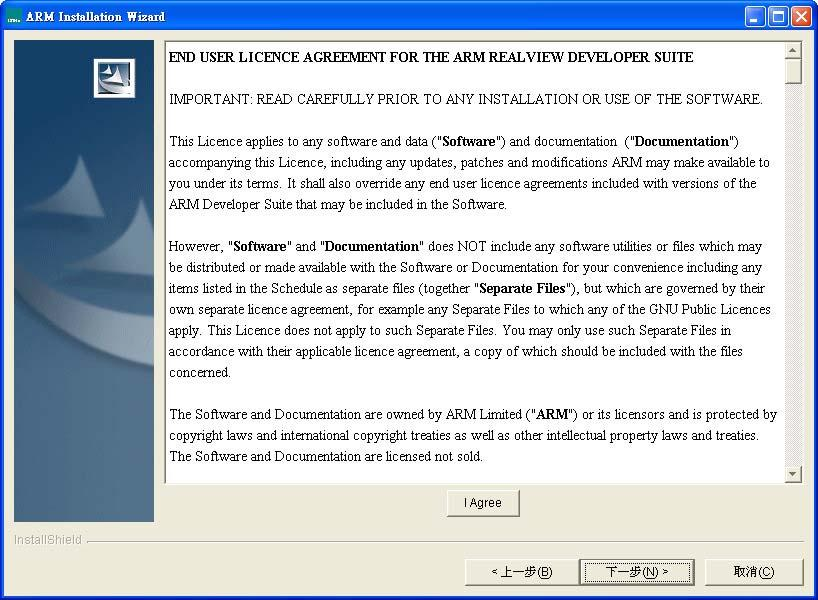 ARM Installation Wizard
END USER LICENCE AGREEMENT FOR THE ARM REALVIEW DEVELOPER SUITE
IMPORTANT: READ CAREFULLY PRIOR TO ANY INSTALLATION OR USE OF THE SOFTWARE.
This Licence applies to any software and data ("Software") and documentation ("Documentation")
accompanying this Licence, including any updates, patches and modifications ARM may make available to
you under its terms. It shall also override any end user licence agreements included with versions of the
ARM Developer Suite that may be included in the Software.
However, "Software" and "Documentation" does NOT include any software utilities or files which may
be distributed or made available with the Software or Documentation for your convenience including any
items listed in the Schedule as separate files (together "Separate Files"), but which are governed by their
own separate licence agreement, for example any Separate Files to which any of the GNU Public Licences
apply. This Licence does not apply to such Separate Files. You may only use such Separate Files in
accordance with their applicable licence agreement, a copy of which should be included with the files
concerned.
The Software and Documentation are owned by ARM Limited ("ARM") or its licensors and is protected by
copyright laws and international copyright treaties as well as other intellectual property laws and treaties.
The Software and Documentation are licensed not sold.
I Agree
InstallShield
< 上一步(B)
下一步(N) >
取消(C)